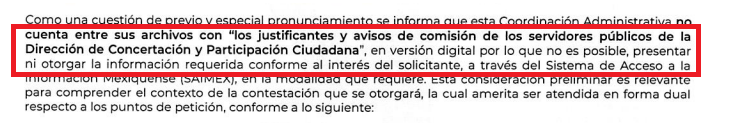 Como una cuestión de previo y especial pronunciamiento se informa que esta Coordinación Administrativa no
cuenta entre sus archivos con "los justificantes y avisos de comisión de los servidores públicos de la
Dirección de Concertación y Participación Ciudadana", en versión digital por lo que no es posible, presentar
ni otorgar la información requerida conforme al interés del solicitante, a través del Sistema de Acceso a la
Información Mexiquense (SAIMEX), en la modalidad que requiere. Esta consideración preliminar es relevante
para comprender el contexto de la contestación que se otorgará, la cual amerita ser atendida en forma dual
respecto a los puntos de petición, conforme a lo siguiente: